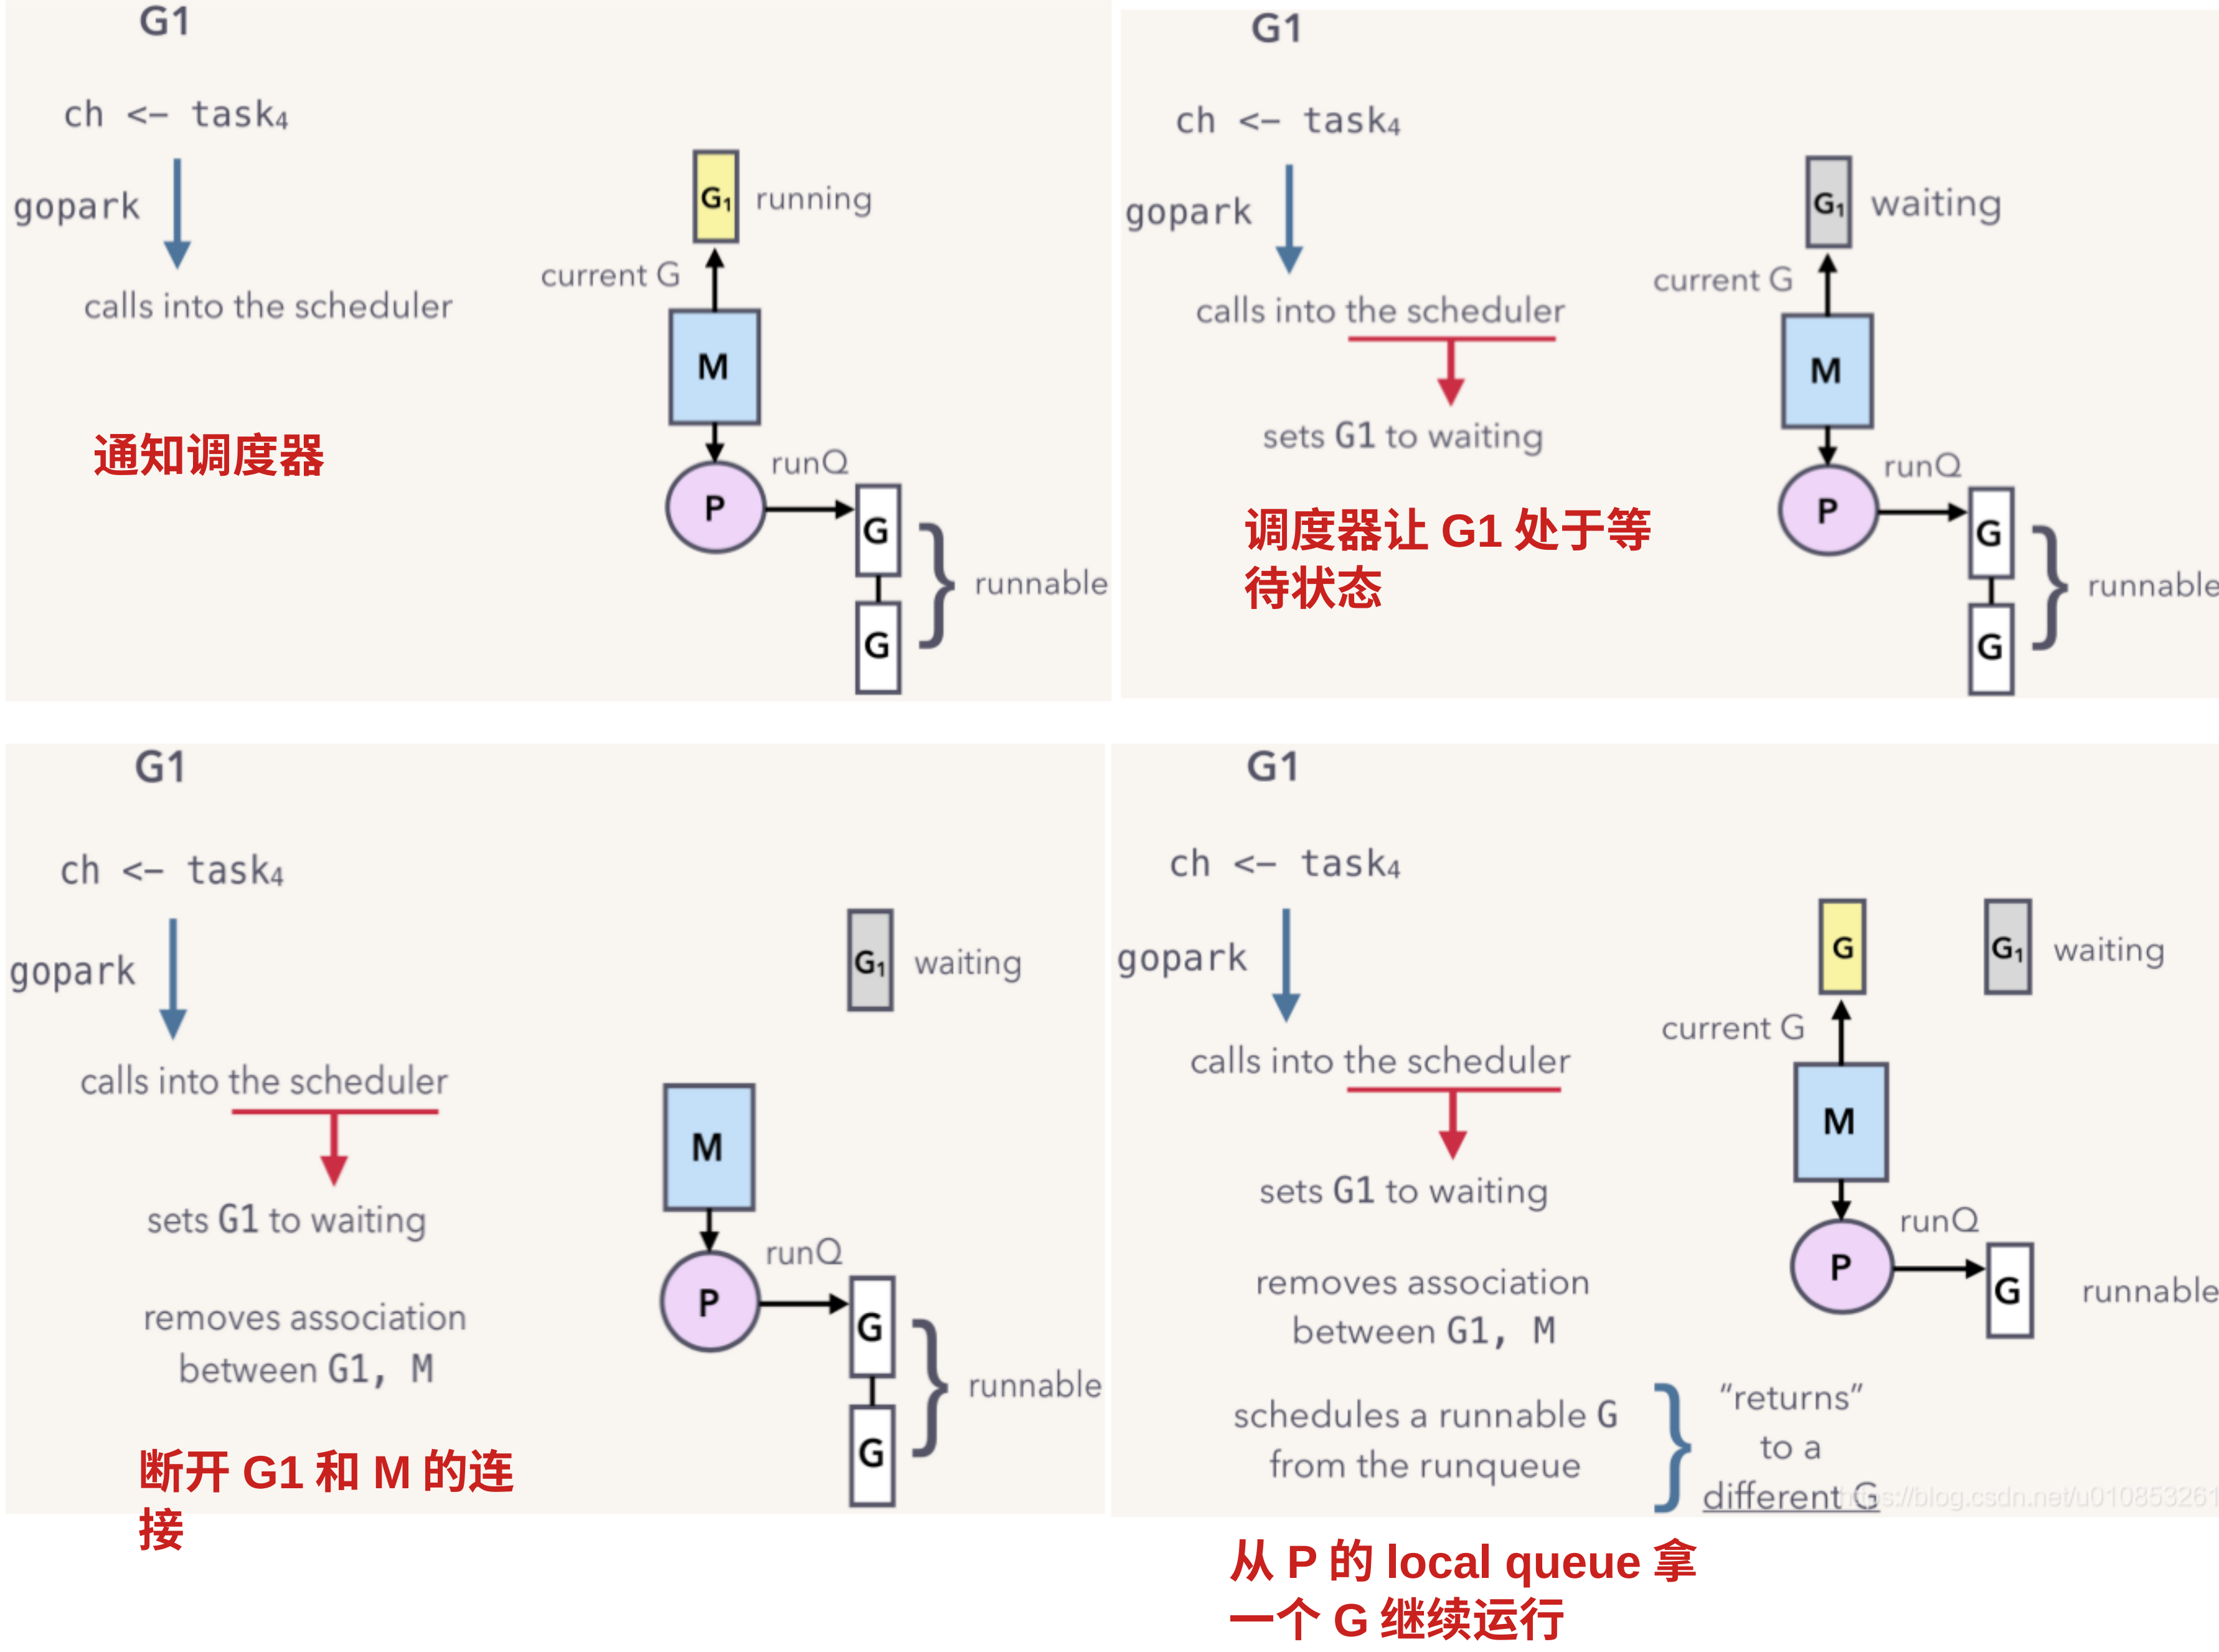 G1
ch <- task4
gopark
calls into the scheduler
通知调度器
G1 running
current G
M
runQ
P
G
runnable
G
G1
ch <- task4
gopark
calls into the scheduler
sets G1 to waiting
调度器让 G1 处于等
待状态
G1 waiting
current G
M
runQ
P
G
runnable
G
G1
ch <- task4
gopark
calls into the scheduler
sets G1 to waiting
removes association
between G1, M
断开 G1 和 M 的连
接
G1 waiting
M
runQ
P
G
runnable
G
G1
ch <- task4
gopark
calls into the scheduler
sets G1 to waiting
removes association
between G1, M
schedules a runnable G
from the runqueue
G
G1 waiting
current G
M
runQ
P
G
runnable
“returns”
to a
different G
https://blog.csdn.net/u010853261
从 P 的 local queue 拿
一个 G 继续运行